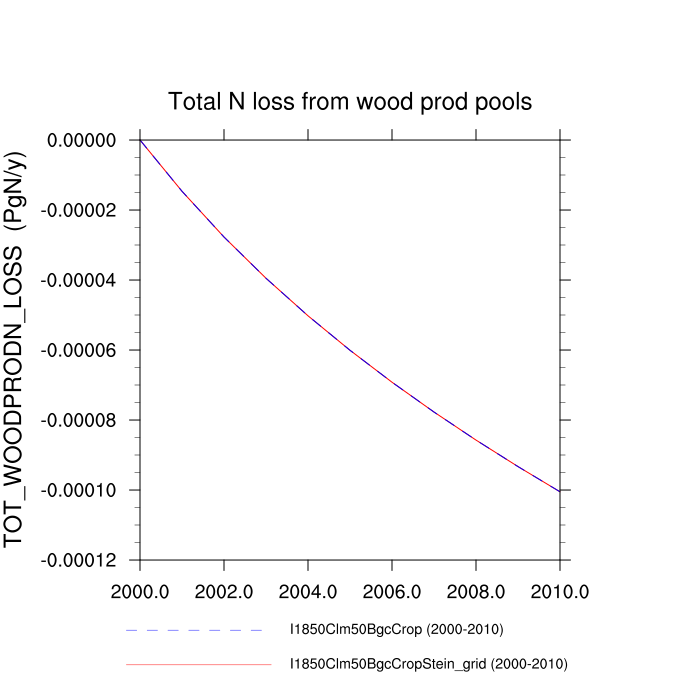 Total N loss from wood prod pools
TOT_WOODPRODN_LOSS (PgN/y)
0.00000
-0.00002
-0.00004
-0.00006
-0.00008
-0.00010
-0.00012
2000.0 2002.0 2004.0 2006.0 2008.0 2010.0
I1850Clm50BgcCrop (2000-2010)
I1850Clm50BgcCropStein_grid (2000-2010)